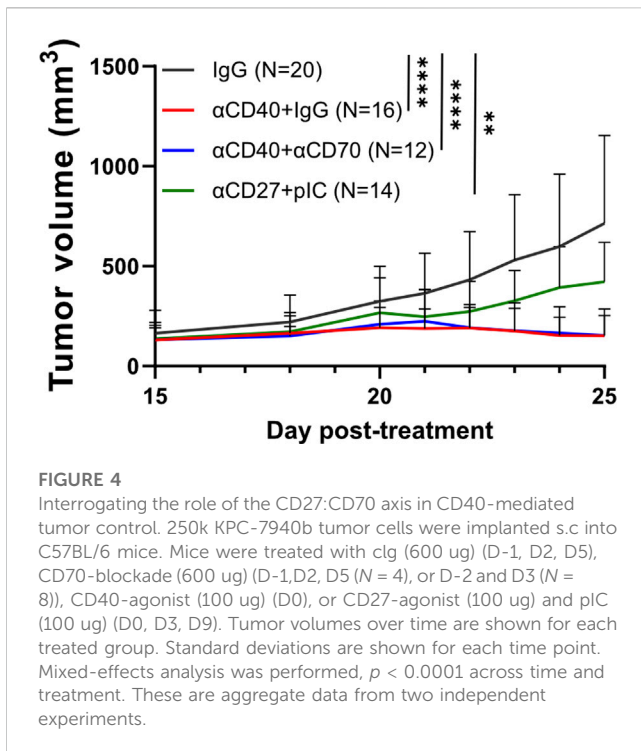 Tumor volume (mm³)
1500
1000
500
0
IgG (N=20)
αCD40+IgG (N=16)
αCD40+αCD70 (N=12)
αCD27+pIC (N=14)
****
****
**
15
20
25
Day post-treatment
FIGURE 4
Interrogating the role of the CD27:CD70 axis in CD40-mediated
tumor control. 250k KPC-7940b tumor cells were implanted s.c into
C57BL/6 mice. Mice were treated with cIg (600 ug) (D-1, D2, D5),
CD70-blockade (600 ug) (D-1,D2, D5 (N = 4), or D-2 and D3 (N =
8)), CD40-agonist (100 ug) (D0), or CD27-agonist (100 ug) and pIC
(100 ug) (D0, D3, D9). Tumor volumes over time are shown for each
treated group. Standard deviations are shown for each time point.
Mixed-effects analysis was performed, p < 0.0001 across time and
treatment. These are aggregate data from two independent
experiments.